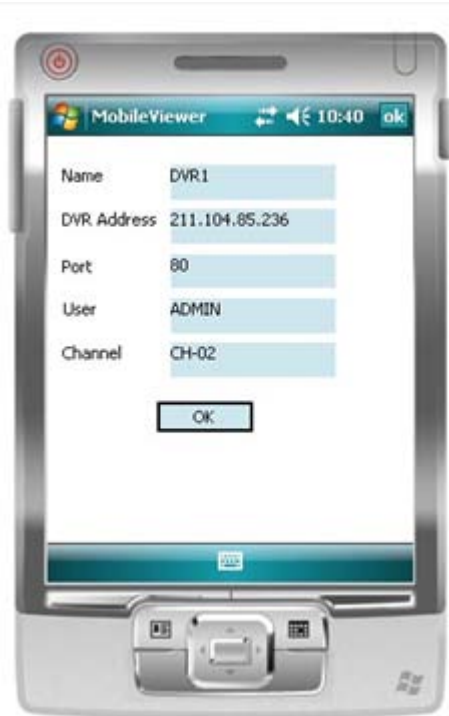 MobileViewer 10:40 ok
Name DVR1
DVR Address 211.104.85.236
Port 80
User ADMIN
Channel CH-02
OK